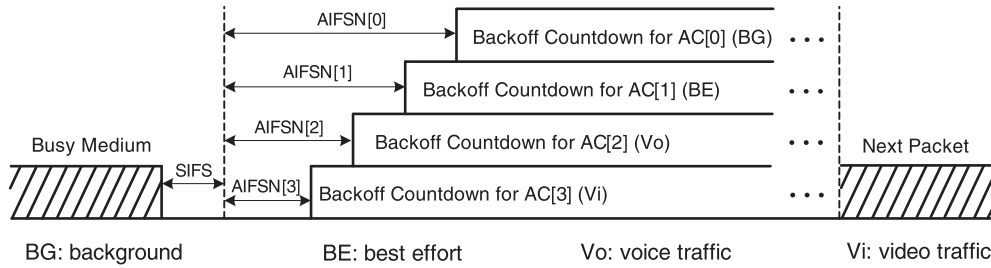 AIFSN[0]
Backoff Countdown for AC[0] (BG)
• • •
AIFSN[1]
Backoff Countdown for AC[1] (BE)
• • •
AIFSN[2]
Backoff Countdown for AC[2] (Vo)
• • •
Busy Medium
Next Packet
SIFS
AIFSN[3]
Backoff Countdown for AC[3] (Vi)
• • •
BG: background
BE: best effort
Vo: voice traffic
Vi: video traffic